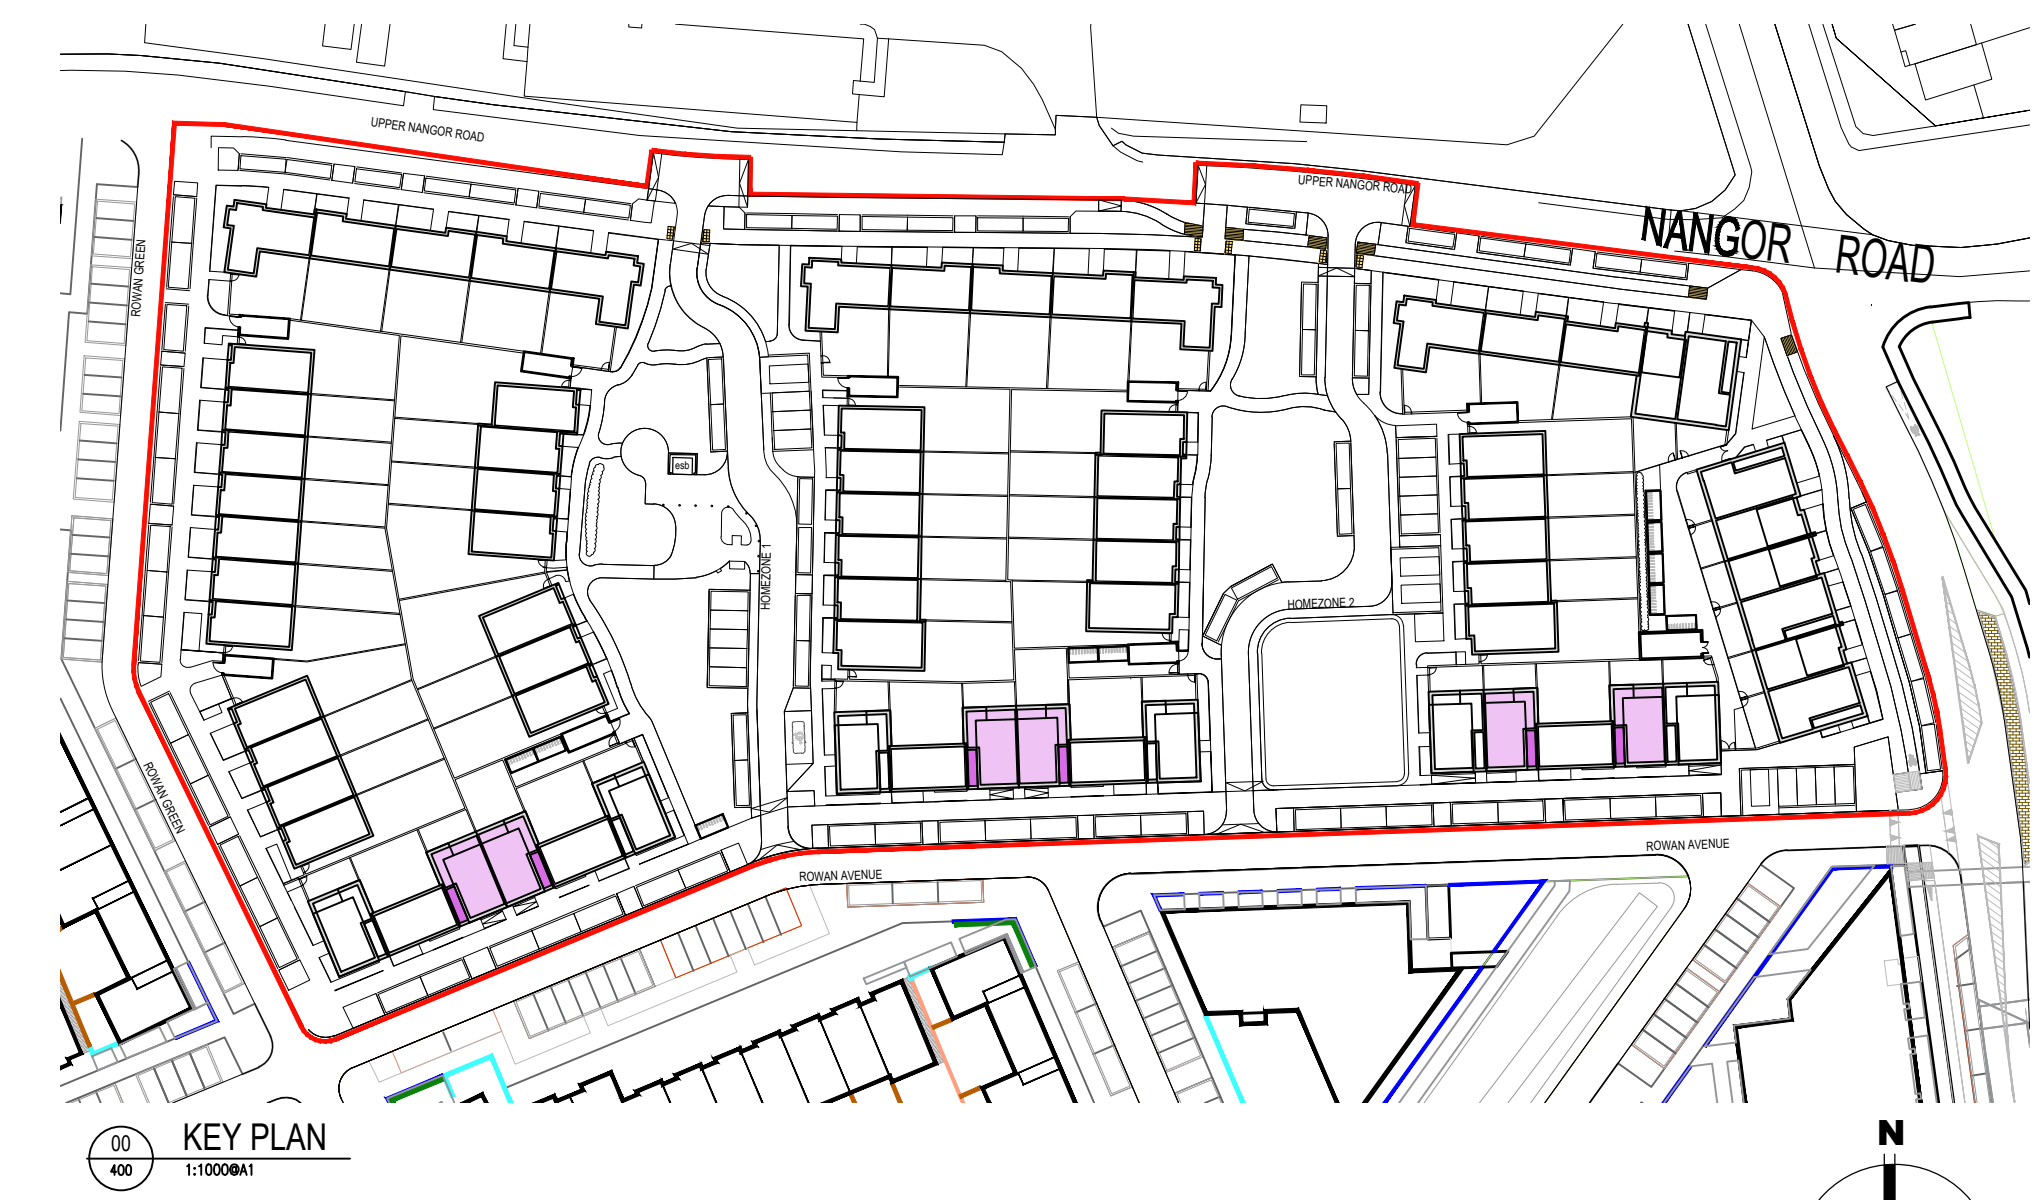 UPPER NANGOR ROAD
UPPER NANGOR ROAD
NANGOR ROAD
ROWAN GREEN
esb
HOMEZONE 1
HOMEZONE 2
ROWAN GREEN
ROWAN AVENUE
ROWAN AVENUE
00
400
KEY PLAN
1:1000@A1
N